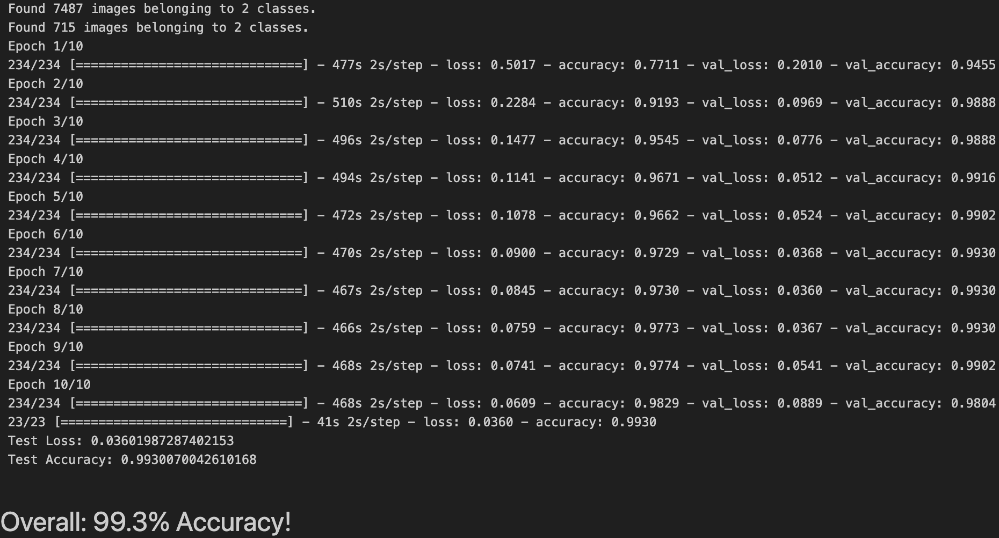 Found 7487 images belonging to 2 classes.
Found 715 images belonging to 2 classes.
Epoch 1/10
234/234 [==============================] - 477s 2s/step - loss: 0.5017 - accuracy: 0.7711 - val_loss: 0.2010 - val_accuracy: 0.9455
Epoch 2/10
234/234 [==============================] - 510s 2s/step - loss: 0.2284 - accuracy: 0.9193 - val_loss: 0.0969 - val_accuracy: 0.9888
Epoch 3/10
234/234 [==============================] - 496s 2s/step - loss: 0.1477 - accuracy: 0.9545 - val_loss: 0.0776 - val_accuracy: 0.9888
Epoch 4/10
234/234 [==============================] - 494s 2s/step - loss: 0.1141 - accuracy: 0.9671 - val_loss: 0.0512 - val_accuracy: 0.9916
Epoch 5/10
234/234 [==============================] - 472s 2s/step - loss: 0.1078 - accuracy: 0.9662 - val_loss: 0.0524 - val_accuracy: 0.9902
Epoch 6/10
234/234 [==============================] - 470s 2s/step - loss: 0.0900 - accuracy: 0.9729 - val_loss: 0.0368 - val_accuracy: 0.9930
Epoch 7/10
234/234 [==============================] - 467s 2s/step - loss: 0.0845 - accuracy: 0.9730 - val_loss: 0.0360 - val_accuracy: 0.9930
Epoch 8/10
234/234 [==============================] - 466s 2s/step - loss: 0.0759 - accuracy: 0.9773 - val_loss: 0.0367 - val_accuracy: 0.9930
Epoch 9/10
234/234 [==============================] - 468s 2s/step - loss: 0.0741 - accuracy: 0.9774 - val_loss: 0.0541 - val_accuracy: 0.9902
Epoch 10/10
234/234 [==============================] - 468s 2s/step - loss: 0.0609 - accuracy: 0.9829 - val_loss: 0.0889 - val_accuracy: 0.9804
23/23 [==============================] - 41s 2s/step - loss: 0.0360 - accuracy: 0.9930
Test Loss: 0.03601987287402153
Test Accuracy: 0.9930070042610168
Overall: 99.3% Accuracy!